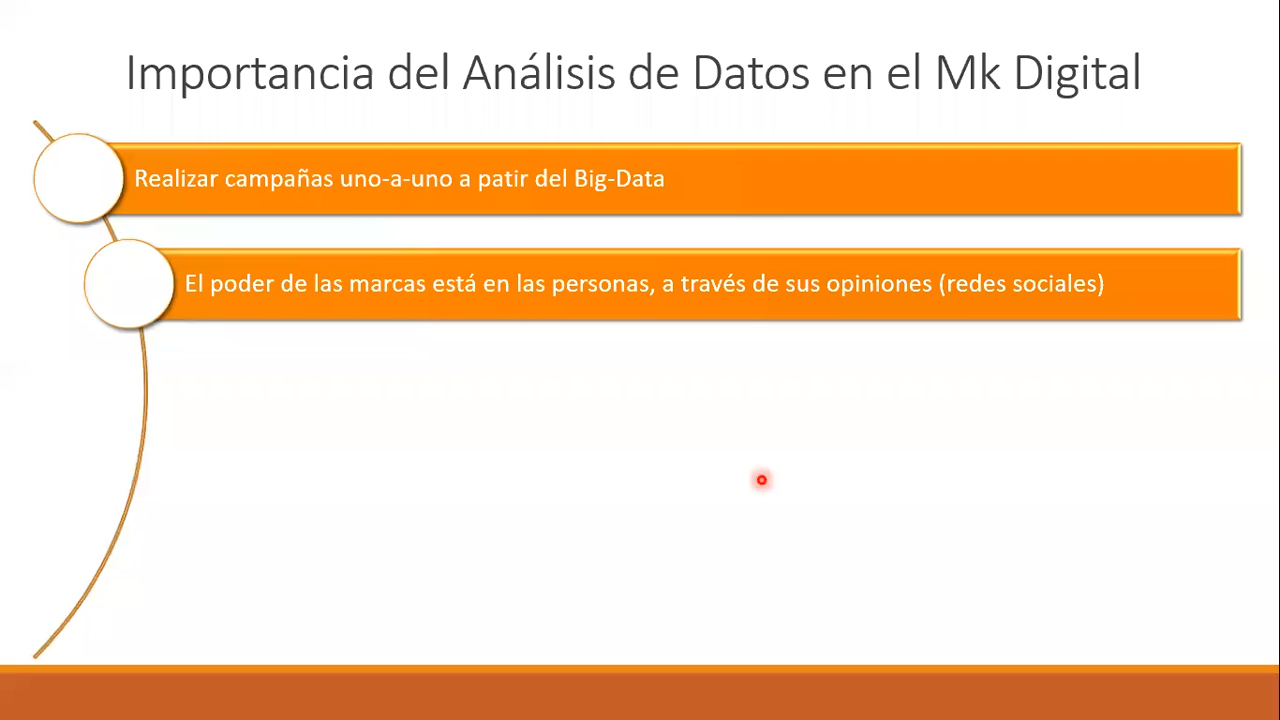 Importancia del Análisis de Datos en el Mk Digital
Realizar campañas uno-a-uno a patir del Big-Data
El poder de las marcas está en las personas, a través de sus opiniones (redes sociales)